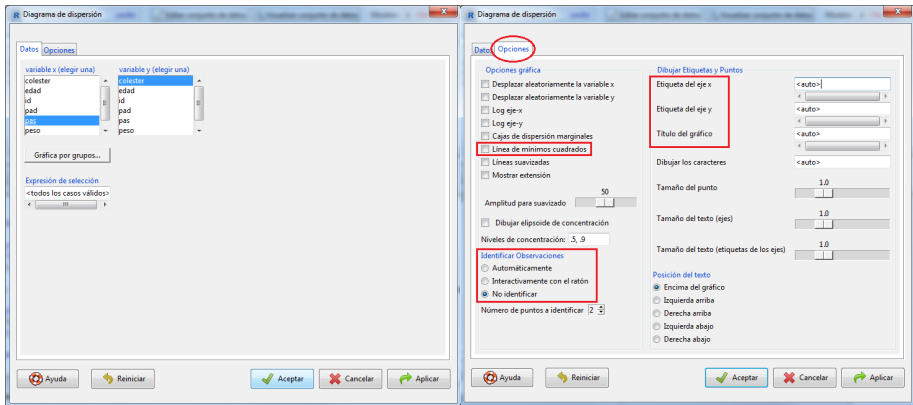 Diagrama de dispersión
Datos Opciones
variable x (elegir una) variable y (elegir una)
colester colester
edad edad
id id
pad pad
pas pas
peso peso
Gráfica por grupos...
Expresión de selección
<todos los casos válidos>
Ayuda Reiniciar Aceptar Cancelar Aplicar
Diagrama de dispersión
Datos Opciones
Opciones gráfica
Desplazar aleatoriamente la variable x
Desplazar aleatoriamente la variable y
Log eje-x
Log eje-y
Cajas de dispersión marginales
Línea de mínimos cuadrados
Líneas suavizadas
Mostrar extensión
50
Amplitud para suavizado
Dibujar elipsoide de concentración
Niveles de concentración: .5, .9
Identificar Observaciones
Automáticamente
Interactivamente con el ratón
No identificar
Número de puntos a identificar 2
Dibujar Etiquetas y Puntos
Etiqueta del eje x <auto>
Etiqueta del eje y <auto>
Título del gráfico <auto>
Dibujar los caracteres <auto>
Tamaño del punto 1.0
Tamaño del texto (ejes) 1.0
Tamaño del texto (etiquetas de los ejes) 1.0
Posición del texto
Encima del gráfico
Izquierda arriba
Derecha arriba
Izquierda abajo
Derecha abajo
Ayuda Reiniciar Aceptar Cancelar Aplicar